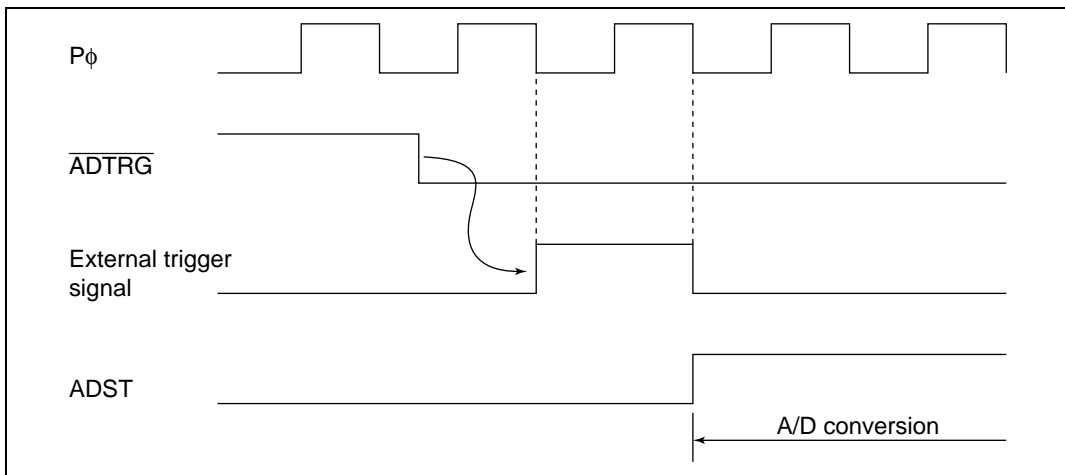 Pϕ
ADTRG
External trigger
signal
ADST
A/D conversion